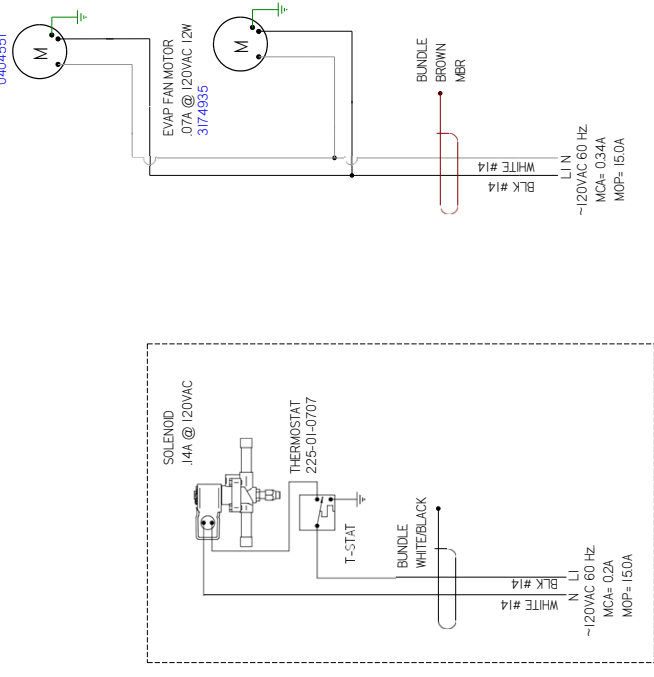 M
M
EVAP FAN MOTOR
.07A @ 120VAC 12W
3174935
BUNDLE
BROWN
MBR
WHITE #14
BLK #14
L1 N
~120VAC 60 Hz.
MCA= 0.34A
MOP= 15.0A
SOLENOID
.14A @ 120VAC
THERMOSTAT
225-01-0707
T-STAT
BUNDLE
WHITE/BLACK
BLK #14
WHITE #14
N L1
~120VAC 60 Hz.
MCA= 0.2A
MOP= 15.0A